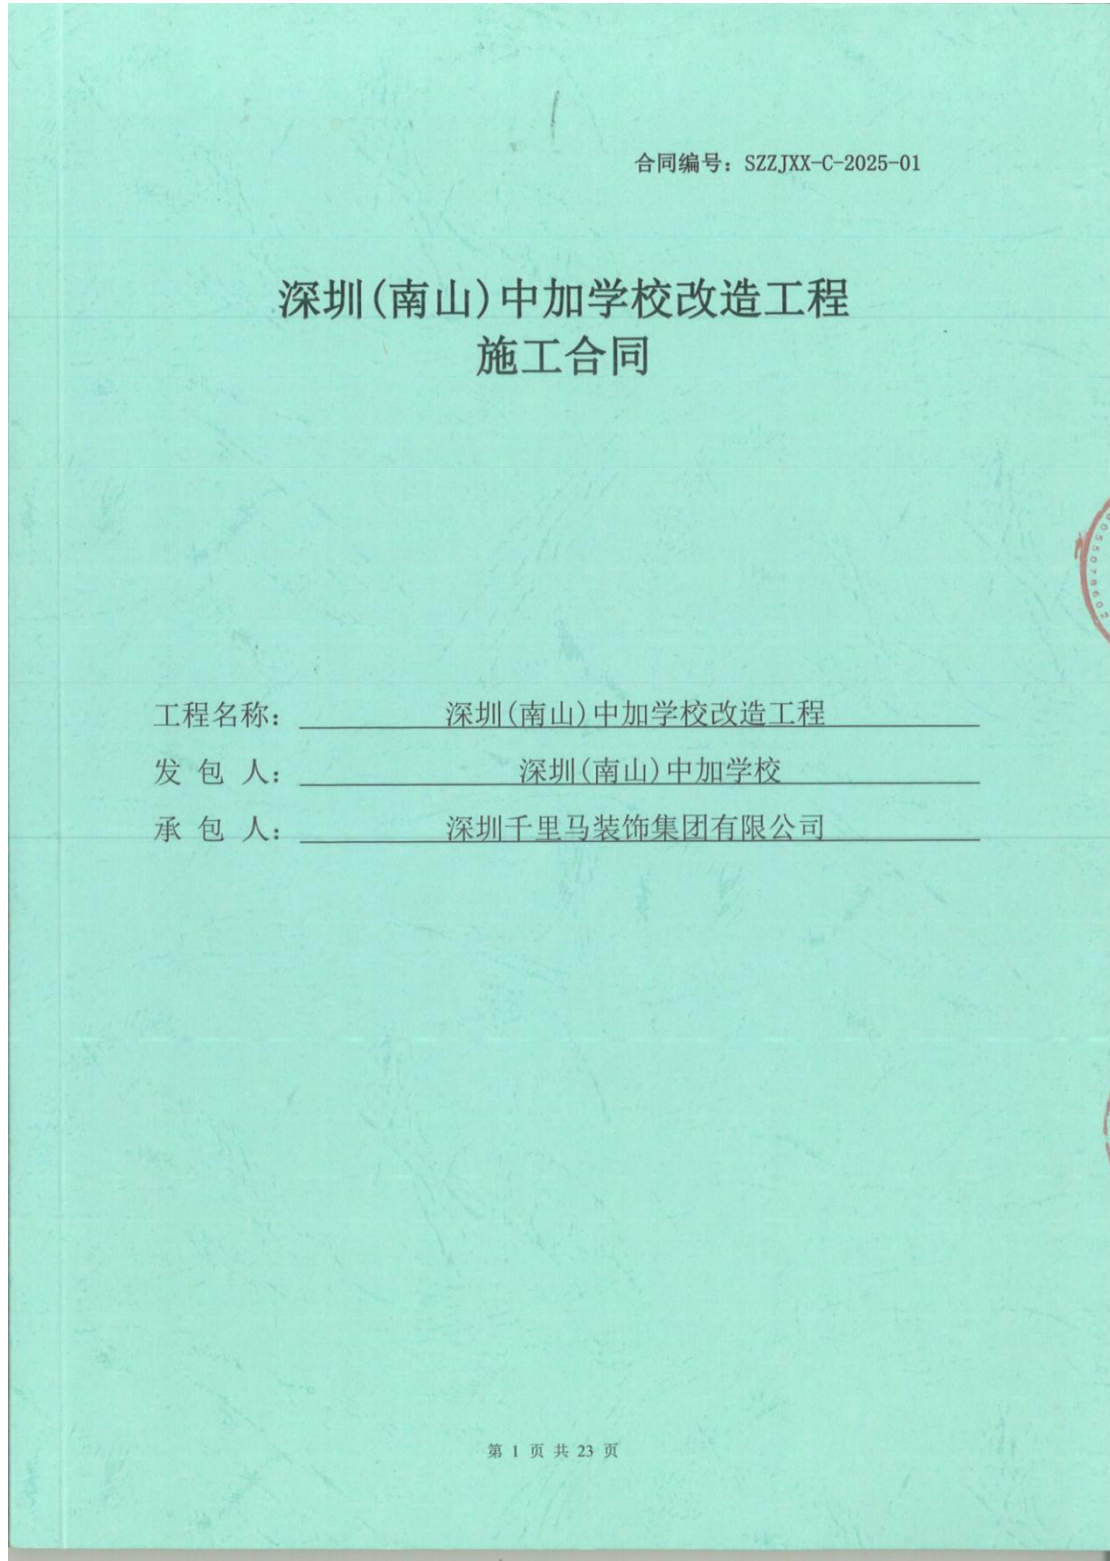 合同编号：SZZJXX-C-2025-01
深圳(南山)中加学校改造工程
施工合同
工程名称： 深圳(南山)中加学校改造工程
发 包 人： 深圳(南山)中加学校
承 包 人： 深圳千里马装饰集团有限公司
第 1 页 共 23 页